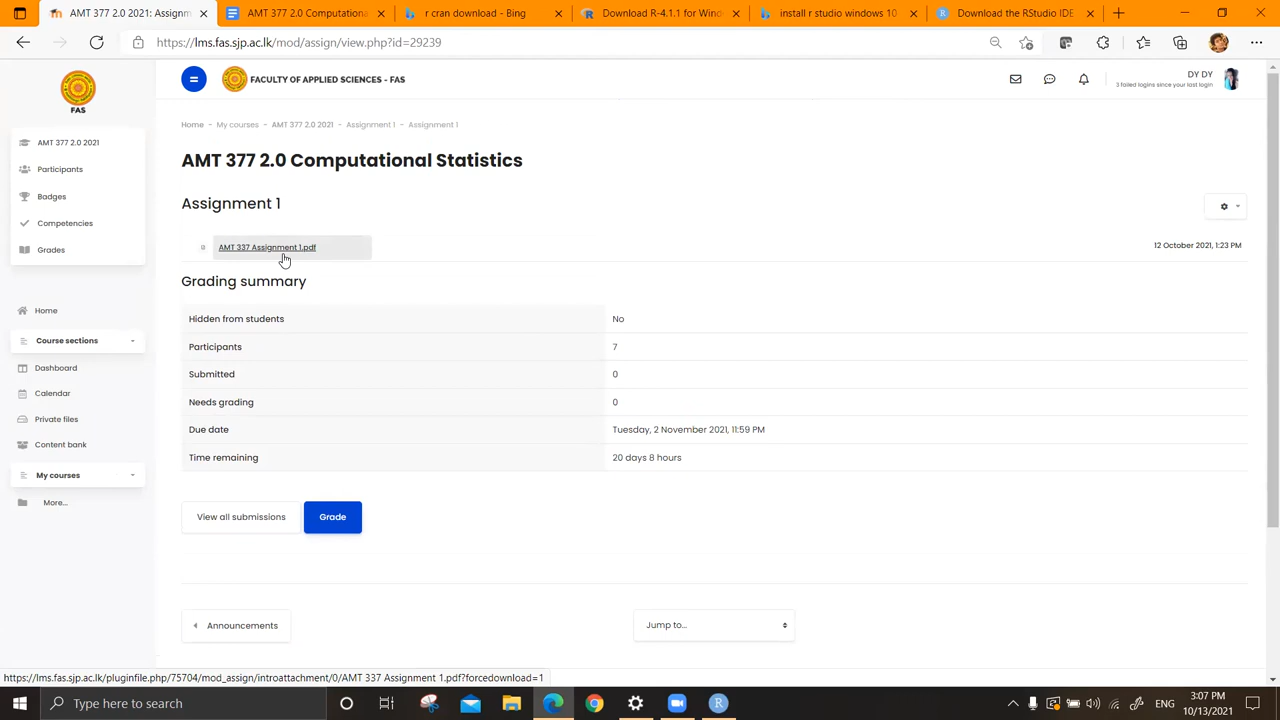 AMT 377 2.0 2021: Assignm
AMT 377 2.0 Computational
r cran download - Bing
Download R-4.1.1 for Wind
install r studio windows 10
Download the RStudio IDE
https://lms.fas.sjp.ac.lk/mod/assign/view.php?id=29239
FAS
FACULTY OF APPLIED SCIENCES - FAS
DY DY
3 failed logins since your last login
AMT 377 2.0 2021
Participants
Badges
Competencies
Grades
Home
Course sections
Dashboard
Calendar
Private files
Content bank
My courses
More...
Home - My courses - AMT 377 2.0 2021 - Assignment 1 - Assignment 1
AMT 377 2.0 Computational Statistics
Assignment 1
AMT 337 Assignment 1.pdf
12 October 2021, 1:23 PM
Grading summary
Hidden from students No
Participants 7
Submitted 0
Needs grading 0
Due date Tuesday, 2 November 2021, 11:59 PM
Time remaining 20 days 8 hours
View all submissions
Grade
Announcements
Jump to...
https://lms.fas.sjp.ac.lk/pluginfile.php/75704/mod_assign/introattachment/0/AMT 337 Assignment 1.pdf?forcedownload=1
Type here to search
ENG
3:07 PM
10/13/2021